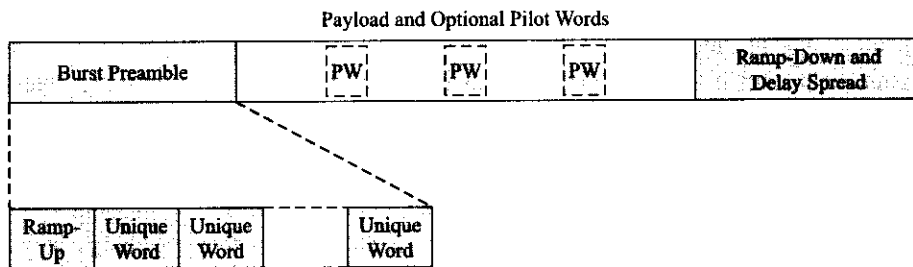 Payload and Optional Pilot Words
Burst Preamble
PW
PW
PW
Ramp-Down and
Delay Spread
Ramp-
Up
Unique
Word
Unique
Word
Unique
Word